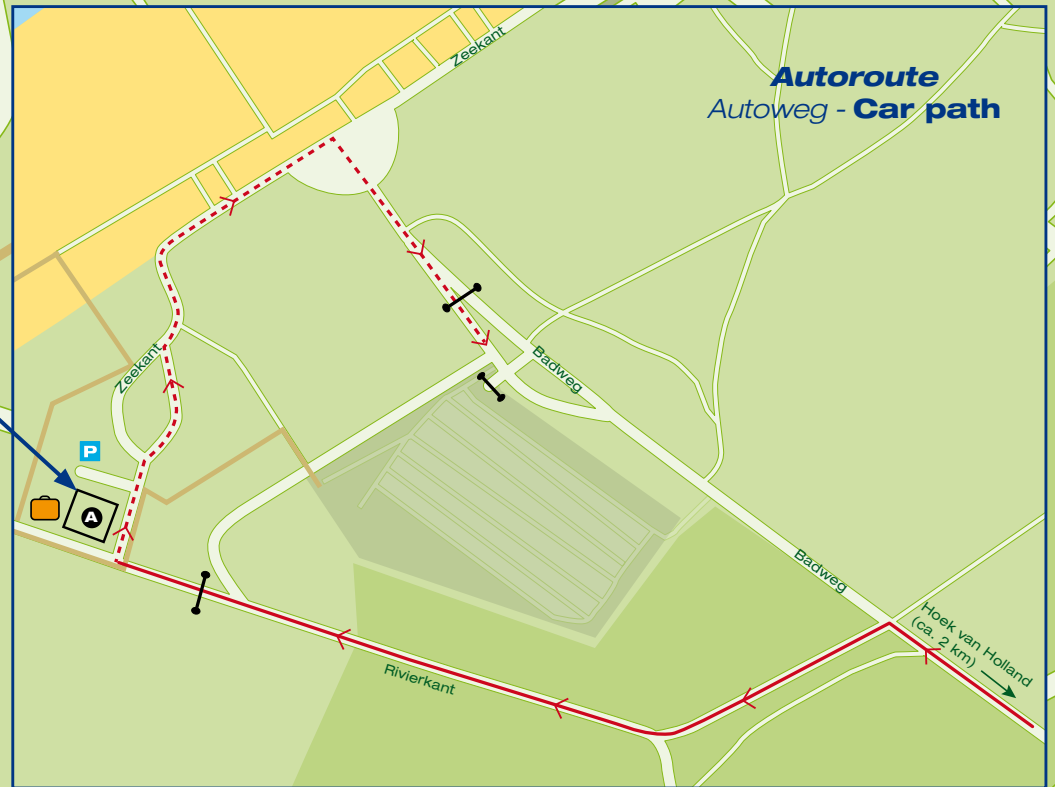 Autoroute
Autoweg - Car path
Zeekant
Zeekant
P
A
Badweg
Badweg
Hoek van Holland
(ca. 2 km)
Rivierkant